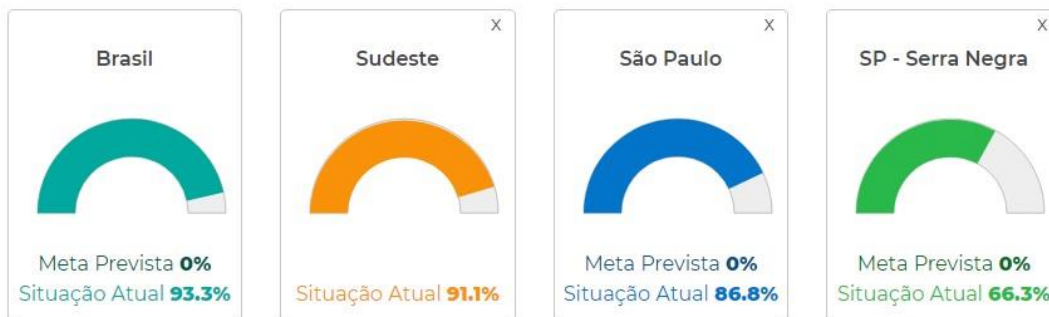 Brasil
Meta Prevista 0%
Situação Atual 93.3%
X
Sudeste
Situação Atual 91.1%
X
São Paulo
Meta Prevista 0%
Situação Atual 86.8%
X
SP - Serra Negra
Meta Prevista 0%
Situação Atual 66.3%